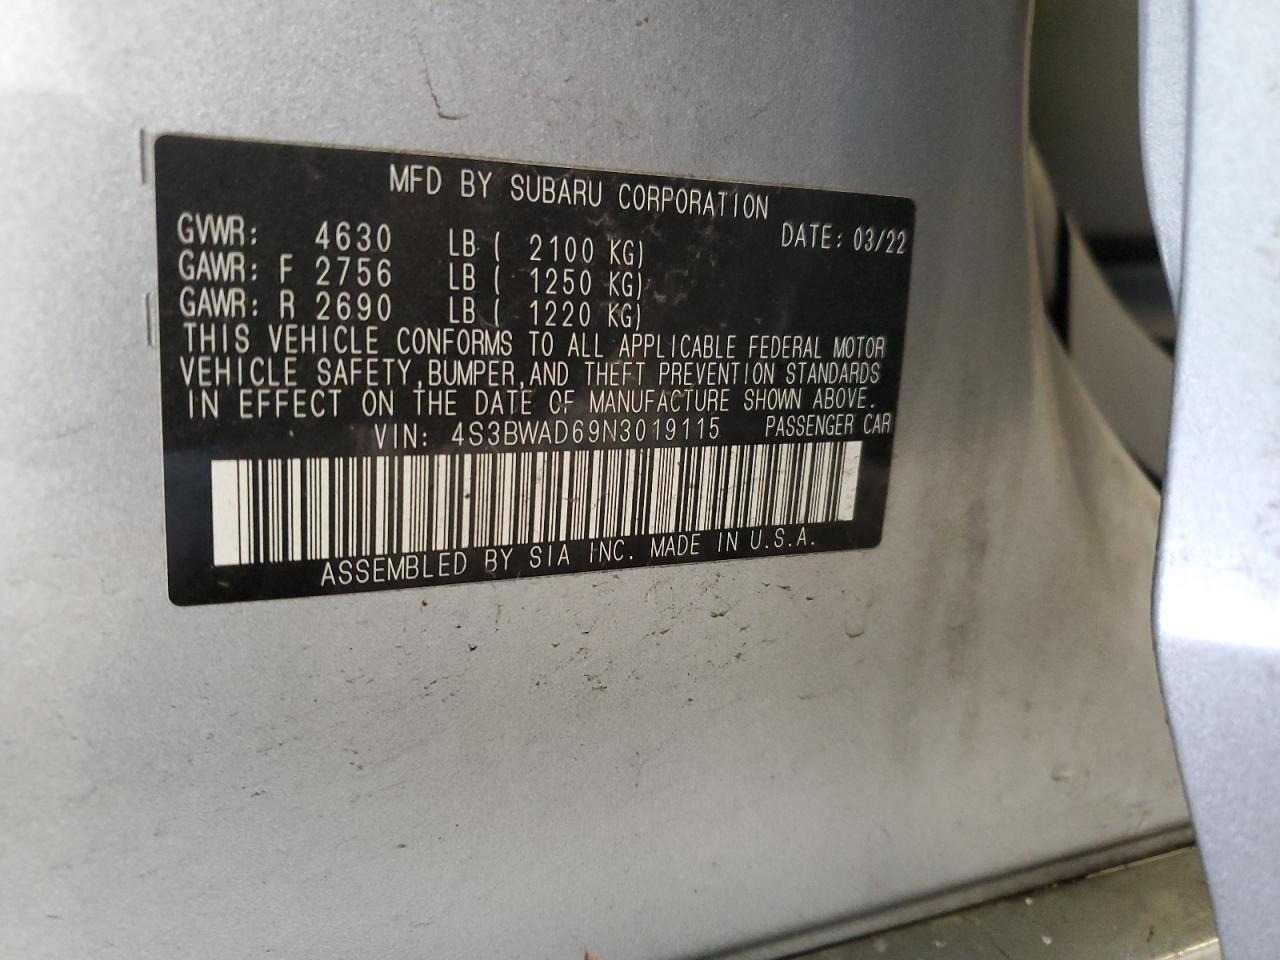 MFD BY SUBARU CORPORATION
GVWR: 4630 LB ( 2100 KG) DATE: 03/22
GAWR: F 2756 LB ( 1250 KG)
GAWR: R 2690 LB ( 1220 KG)
THIS VEHICLE CONFORMS TO ALL APPLICABLE FEDERAL MOTOR
VEHICLE SAFETY,BUMPER,AND THEFT PREVENTION STANDARDS
IN EFFECT ON THE DATE OF MANUFACTURE SHOWN ABOVE.
VIN: 4S3BWAD69N3019115 PASSENGER CAR
ASSEMBLED BY SIA INC. MADE IN U.S.A.